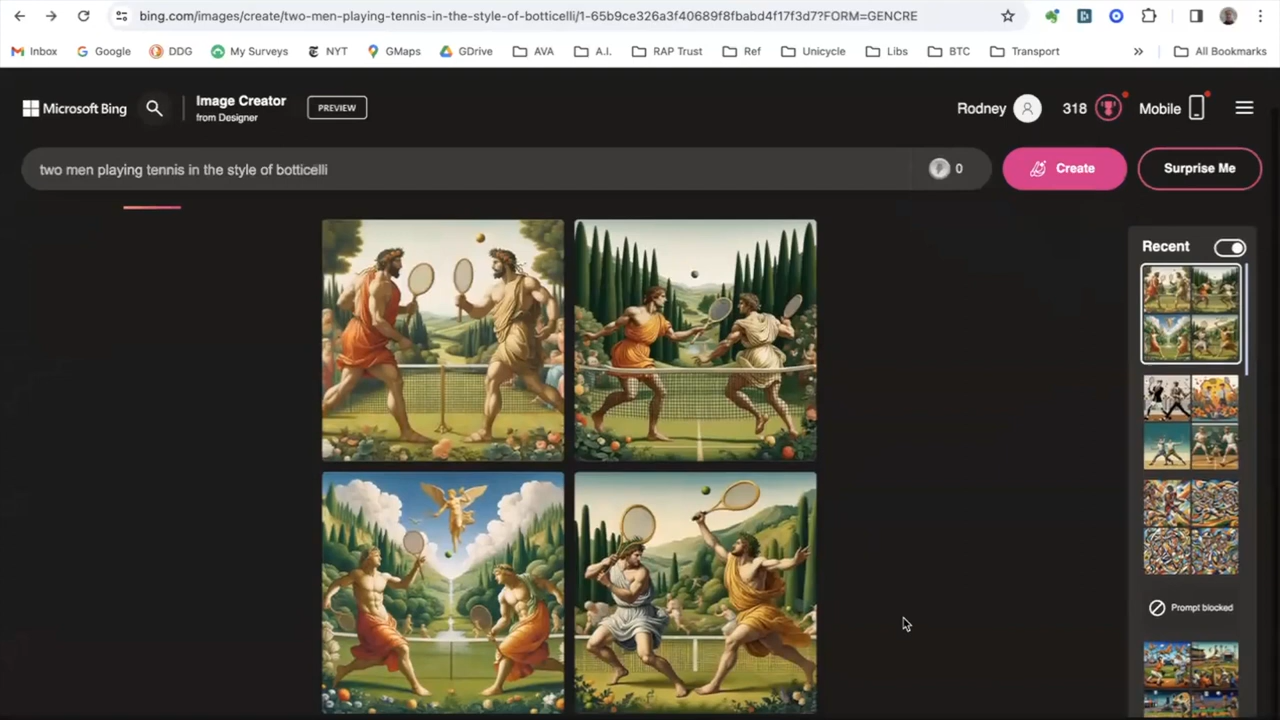 bing.com/images/create/two-men-playing-tennis-in-the-style-of-botticelli/1-65b9ce326a3f40689f8fbabd4f17f3d7?FORM=GENCRE
Inbox Google DDG My Surveys NYT GMaps GDrive AVA A.I. RAP Trust Ref Unicycle Libs BTC Transport » All Bookmarks
Microsoft Bing
Image Creator
from Designer
PREVIEW
Rodney
318
Mobile
two men playing tennis in the style of botticelli
0
Create
Surprise Me
Recent
Prompt blocked